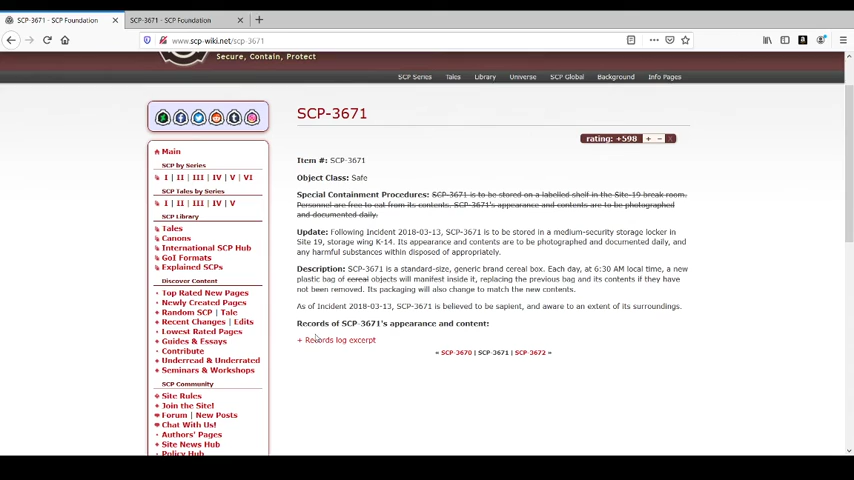 SCP-3671 - SCP Foundation
SCP-3671 - SCP Foundation
www.scp-wiki.net/scp-3671
Secure, Contain, Protect
SCP Series Tales Library Universe SCP Global Background Info Pages
SCP-3671
rating: +598 + −
Item #: SCP-3671
Object Class: Safe
Special Containment Procedures: SCP-3671 is to be stored on a labelled shelf in the Site-19 break room.
Personnel are free to eat from its contents. SCP-3671's appearance and contents are to be photographed
and documented daily.
Update: Following Incident 2018-03-13, SCP-3671 is to be stored in a medium-security storage locker in
Site 19, storage wing K-14. Its appearance and contents are to be photographed and documented daily, and
any harmful substances within disposed of appropriately.
Description: SCP-3671 is a standard-size, generic brand cereal box. Each day, at 6:30 AM local time, a new
plastic bag of cereal objects will manifest inside it, replacing the previous bag and its contents if they have
not been removed. Its packaging will also change to match the new contents.
As of Incident 2018-03-13, SCP-3671 is believed to be sapient, and aware to an extent of its surroundings.
Records of SCP-3671's appearance and content:
+ Records log excerpt
« SCP-3670 | SCP-3671 | SCP-3672 »
Main
SCP by Series
I | II | III | IV | V | VI
SCP Tales by Series
I | II | III | IV | V
SCP Library
Tales
Canons
International SCP Hub
GoI Formats
Explained SCPs
Discover Content
Top Rated New Pages
Newly Created Pages
Random SCP | Tale
Recent Changes | Edits
Lowest Rated Pages
Guides & Essays
Contribute
Underread & Underrated
Seminars & Workshops
SCP Community
Site Rules
Join the Site!
Forum | New Posts
Chat With Us!
Authors' Pages
Site News Hub
Policy Hub